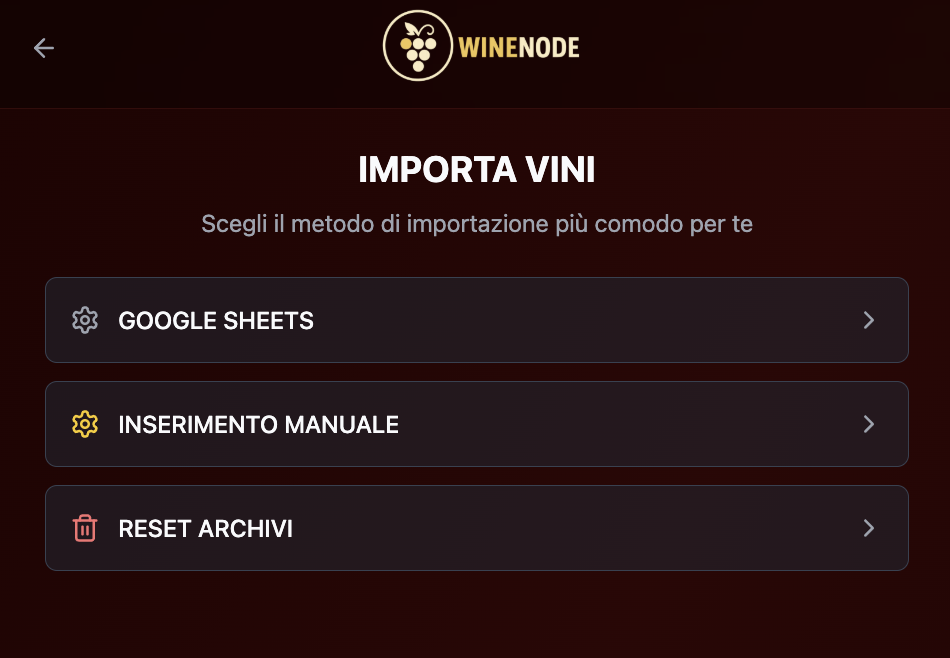 WINENODE
IMPORTA VINI
Scegli il metodo di importazione più comodo per te
GOOGLE SHEETS
INSERIMENTO MANUALE
RESET ARCHIVI